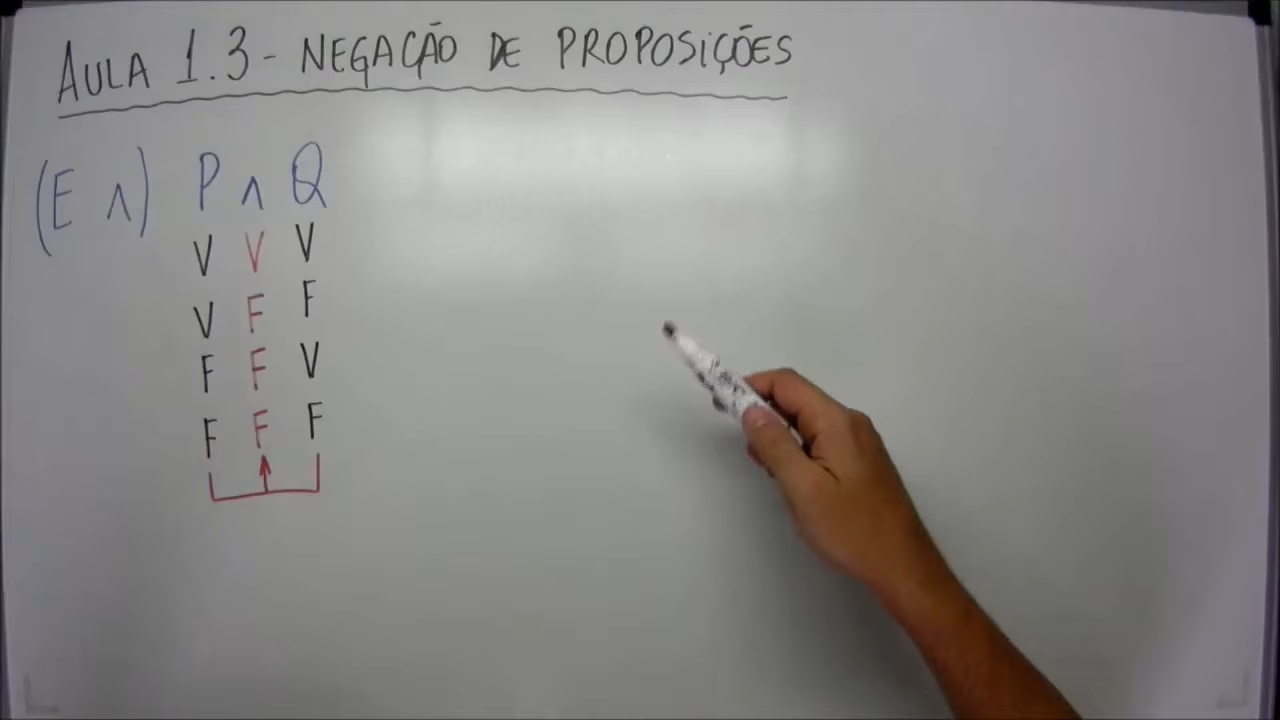 AULA 1.3 - NEGAÇÃO DE PROPOSIÇÕES
(E ∧) P ∧ Q
V V V
V F F
F F V
F F F